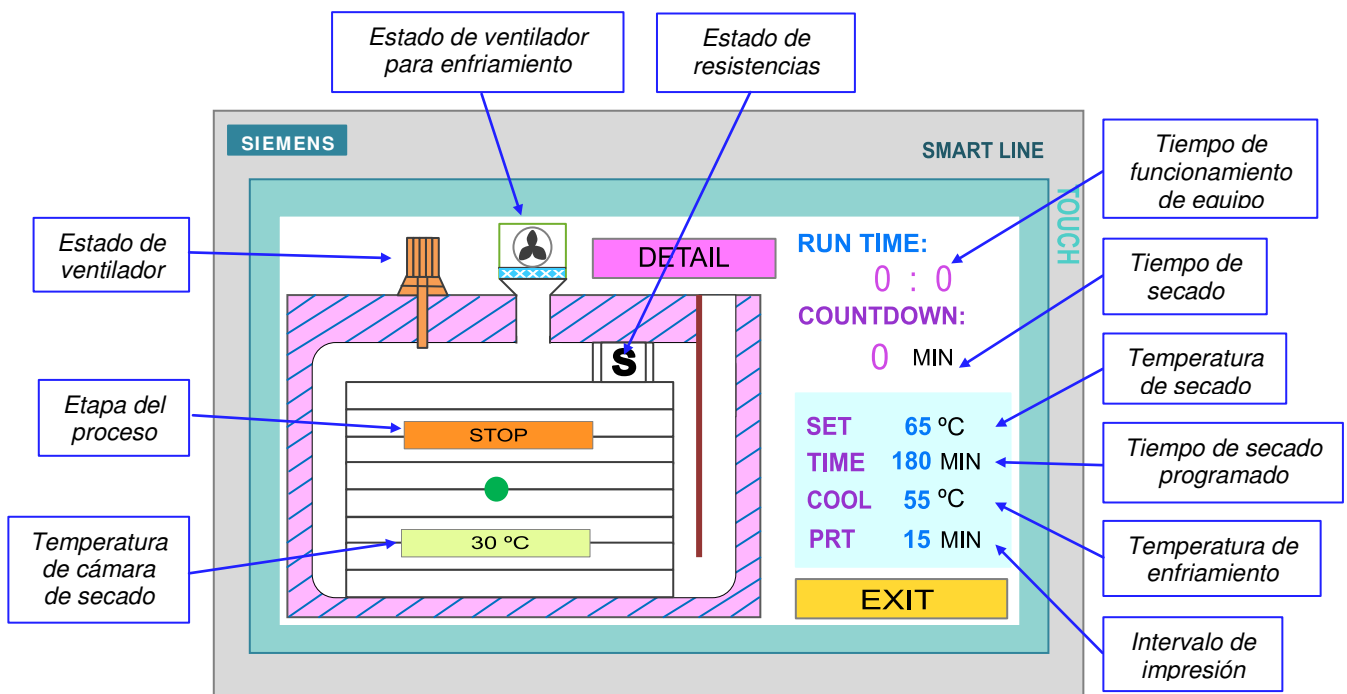 Estado de ventilador
para enfriamiento
Estado de
resistencias
SIEMENS
SMART LINE
TOUCH
Tiempo de
funcionamiento
de equipo
Estado de
ventilador
DETAIL
RUN TIME:
0 : 0
COUNTDOWN:
0 MIN
Tiempo de
secado
S
Etapa del
proceso
STOP
Temperatura
de secado
SET 65 ºC
TIME 180 MIN
COOL 55 ºC
PRT 15 MIN
Tiempo de secado
programado
Temperatura
de cámara
de secado
30 ºC
Temperatura de
enfriamiento
EXIT
Intervalo de
impresión